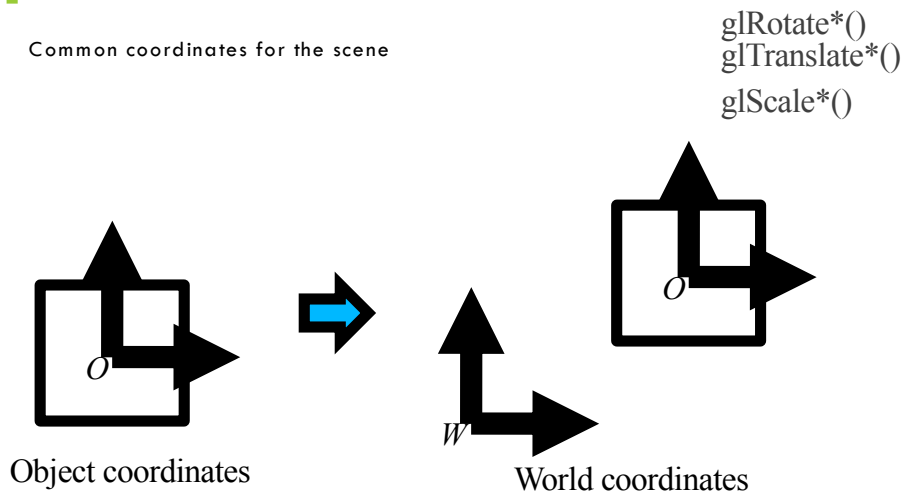 Common coordinates for the scene
glRotate*()
glTranslate*()
glScale*()
O
O
W
Object coordinates
World coordinates